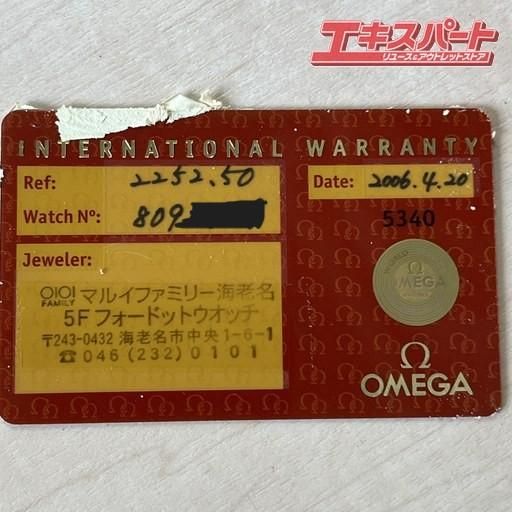 エキスパート
リユース&アウトレットストア
INTERNATIONAL WARRANTY
Ref: 2252.50
Date: 2006.4.20
Watch Nº: 809
5340
Jeweler:
OIOI マルイファミリー海老名
FAMILY
5Fフォードットウオッチ
〒243-0432 海老名市中央1-6-1
☎046(232)0101
WORLD
Ω
OMEGA
Ω
OMEGA